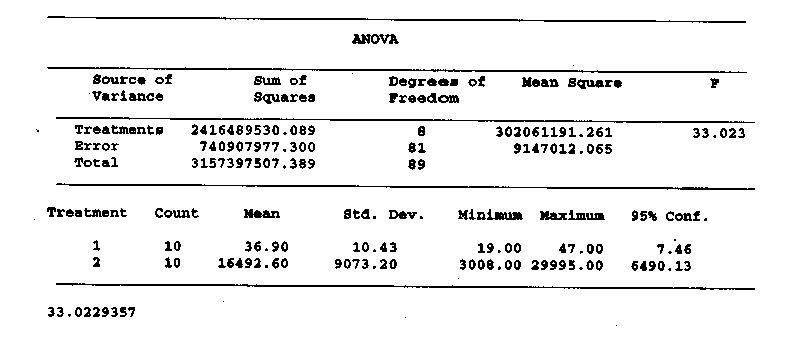 ANOVA
Source of Sum of Degrees of Mean Square F
Variance Squares Freedom
Treatments 2416489530.089 8 302061191.261 33.023
Error 740907977.300 81 9147012.065
Total 3157397507.389 89
Treatment Count Mean Std. Dev. Minimum Maximum 95% Conf.
1 10 36.90 10.43 19.00 47.00 7.46
2 10 16492.60 9073.20 3008.00 29995.00 6490.13
33.0229357